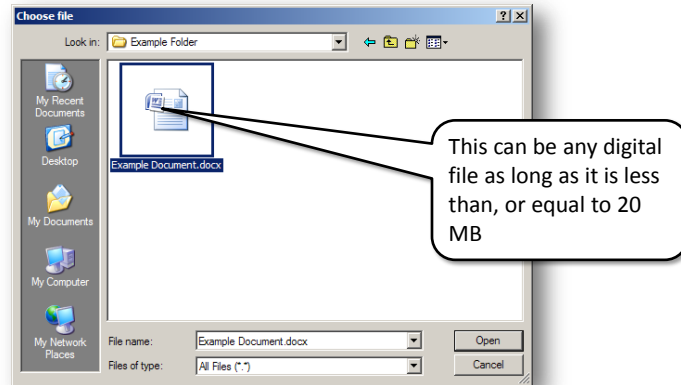 Choose file
Look in:
Example Folder
My Recent
Documents
Desktop
My Documents
My Computer
My Network
Places
Example Document.docx
This can be any digital
file as long as it is less
than, or equal to 20
MB
File name:
Example Document.docx
Open
Files of type:
All Files (*.*)
Cancel